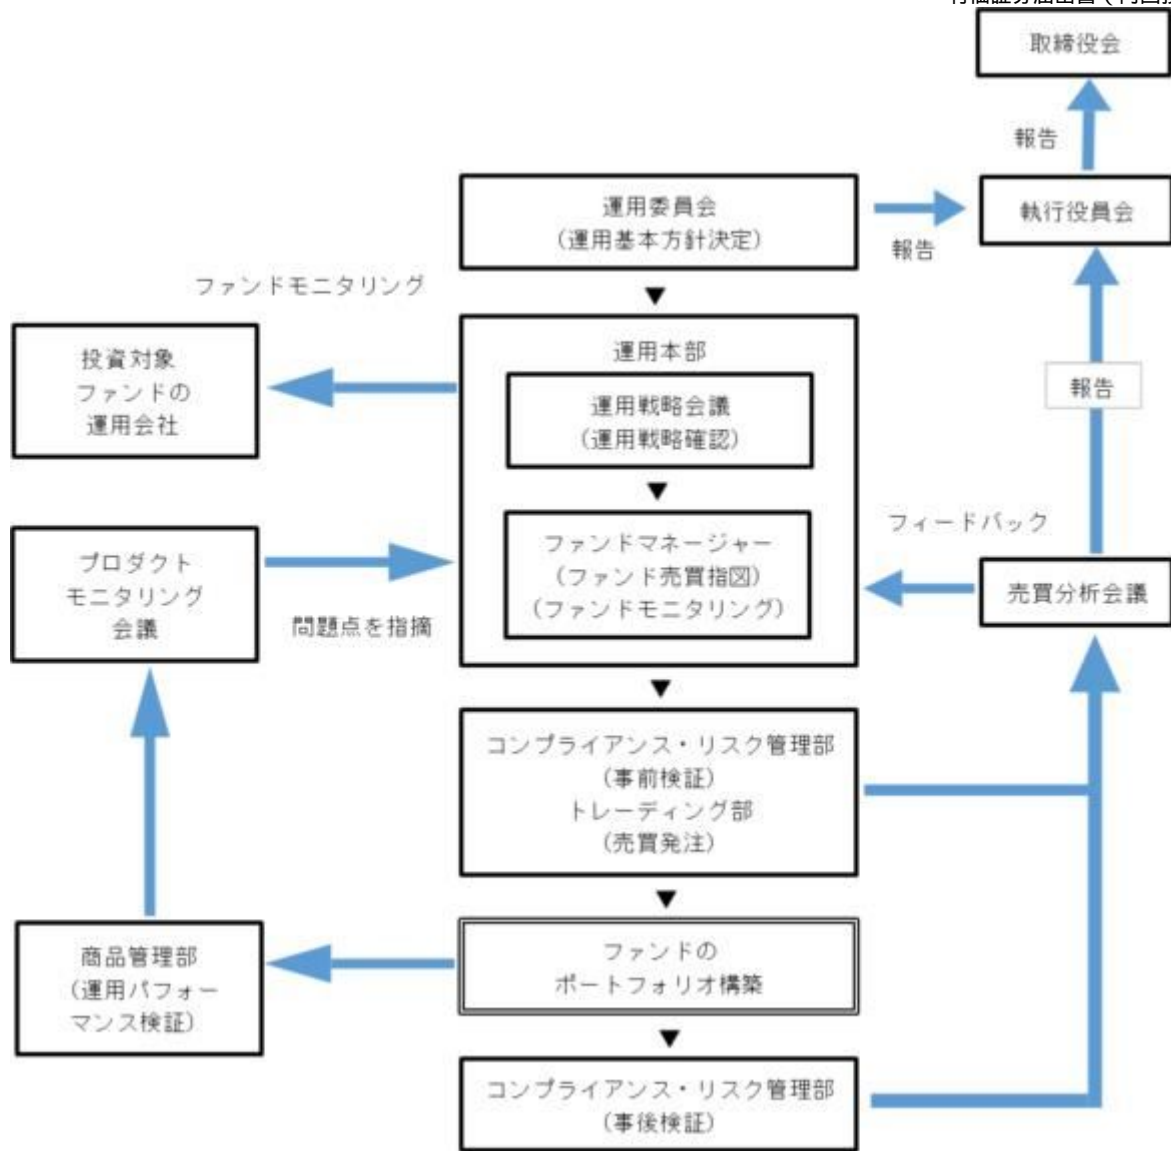 取締役会
報告
運用委員会
(運用基本方針決定)
報告
執行役員会
ファンドモニタリング
投資対象
ファンドの
運用会社
運用本部
運用戦略会議
(運用戦略確認)
報告
プロダクト
モニタリング
会議
問題点を指摘
ファンドマネージャー
(ファンド売買指図)
(ファンドモニタリング)
フィードバック
売買分析会議
コンプライアンス・リスク管理部
(事前検証)
トレーディング部
(売買発注)
商品管理部
(運用パフォー
マンス検証)
ファンドの
ポートフォリオ構築
コンプライアンス・リスク管理部
(事後検証)